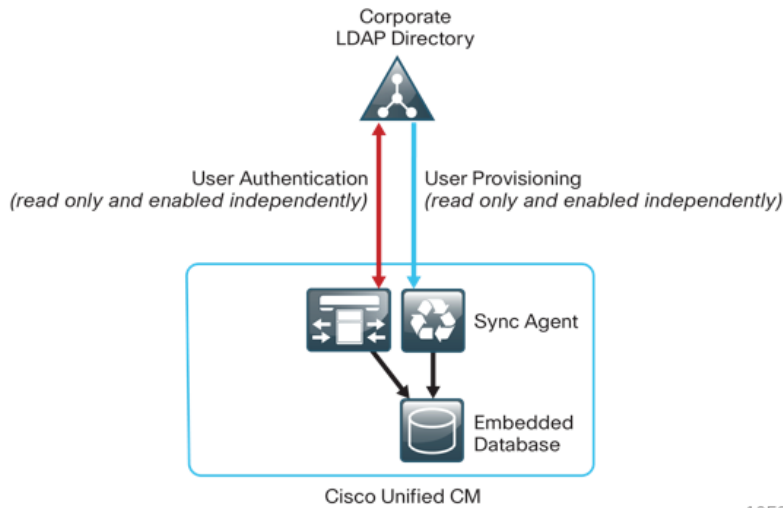 Corporate
LDAP Directory
User Authentication
(read only and enabled independently)
User Provisioning
(read only and enabled independently)
Sync Agent
Embedded
Database
Cisco Unified CM